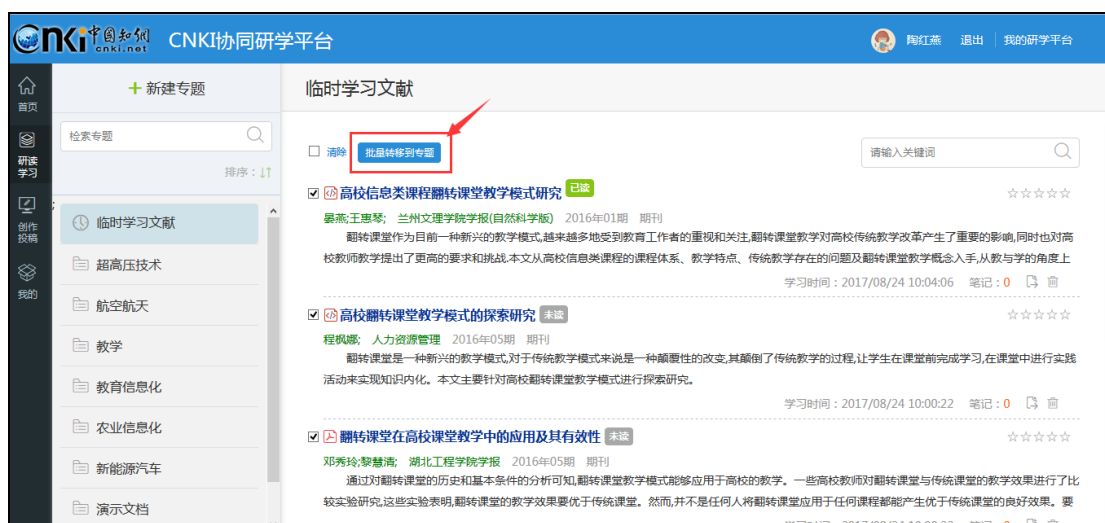 CNKI中国知网
cnki.net
CNKI协同研学平台
陶红燕 退出 我的研学平台
首页
研读
学习
创作
投稿
我的
+ 新建专题
检索专题
排序：↓↑
临时学习文献
超高压技术
航空航天
教学
教育信息化
农业信息化
新能源汽车
演示文档
临时学习文献
清除 批量转移到专题
请输入关键词
高校信息类课程翻转课堂教学模式研究 已读
晏燕;王惠琴; 兰州文理学院学报(自然科学版) 2016年01期 期刊
翻转课堂作为目前一种新兴的教学模式,越来越多地受到教育工作者的重视和关注,翻转课堂教学对高校传统教学改革产生了重要的影响,同时也对高
校教师教学提出了更高的要求和挑战.本文从高校信息类课程的课程体系、教学特点、传统教学存在的问题及翻转课堂教学概念入手,从教与学的角度上
学习时间：2017/08/24 10:04:06 笔记：0
高校翻转课堂教学模式的探索研究 未读
程枫娜; 人力资源管理 2016年05期 期刊
翻转课堂是一种新兴的教学模式,对于传统教学模式来说是一种颠覆性的改变,其颠倒了传统教学的过程,让学生在课堂前完成学习,在课堂中进行实践
活动来实现知识内化。本文主要针对高校翻转课堂教学模式进行探索研究。
学习时间：2017/08/24 10:00:22 笔记：0
翻转课堂在高校课堂教学中的应用及其有效性 未读
邓秀玲;黎慧清; 湖北工程学院学报 2016年05期 期刊
通过对翻转课堂的历史和基本条件的分析可知,翻转课堂教学模式能够应用于高校的教学。一些高校教师对翻转课堂与传统课堂的教学效果进行了比
较实验研究,这些实验表明,翻转课堂的教学效果要优于传统课堂。然而,并不是任何人将翻转课堂应用于任何课程都能产生优于传统课堂的良好效果。要